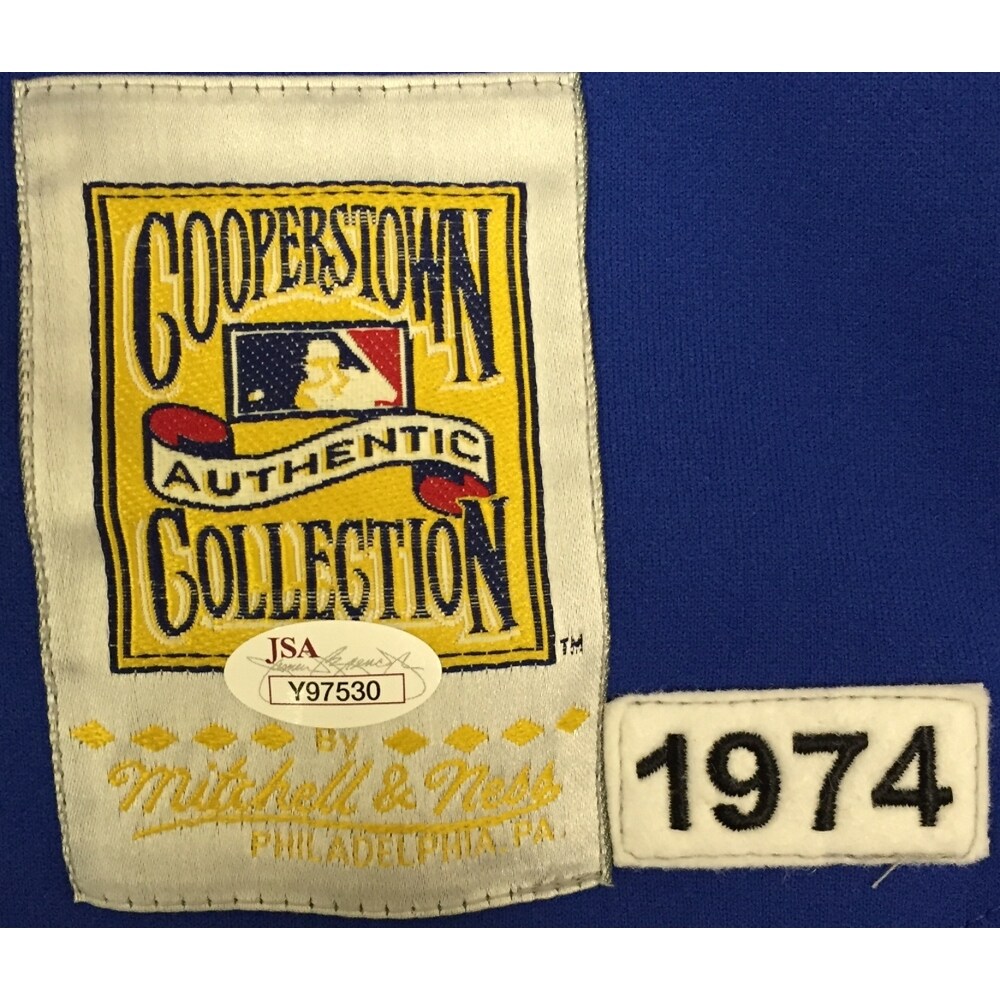 COOPERSTOWN
AUTHENTIC
COLLECTION
TM
JSA
Y97530
By
Mitchell & Ness
PHILADELPHIA, PA.
1974